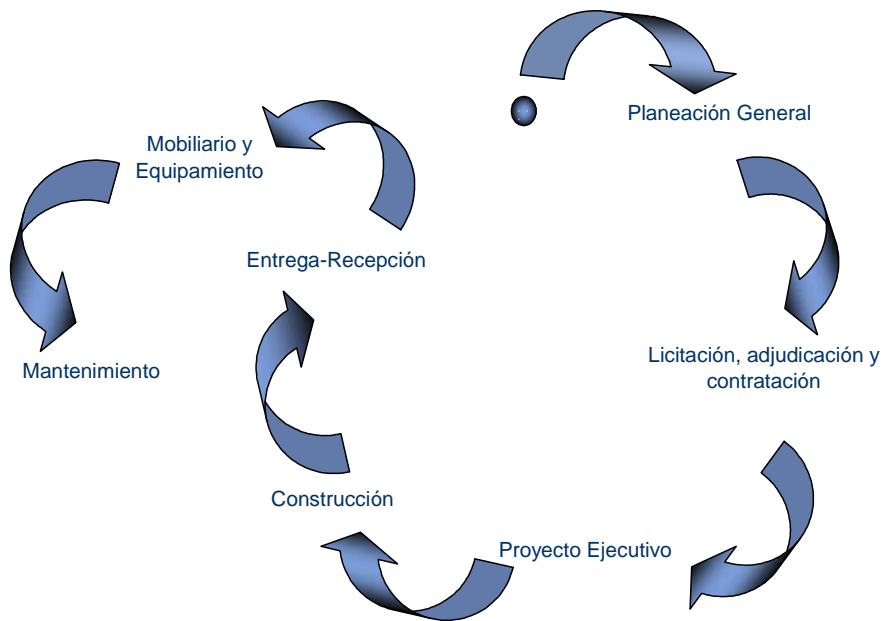 Planeación General
Licitación, adjudicación y
contratación
Proyecto Ejecutivo
Construcción
Entrega-Recepción
Mobiliario y
Equipamiento
Mantenimiento